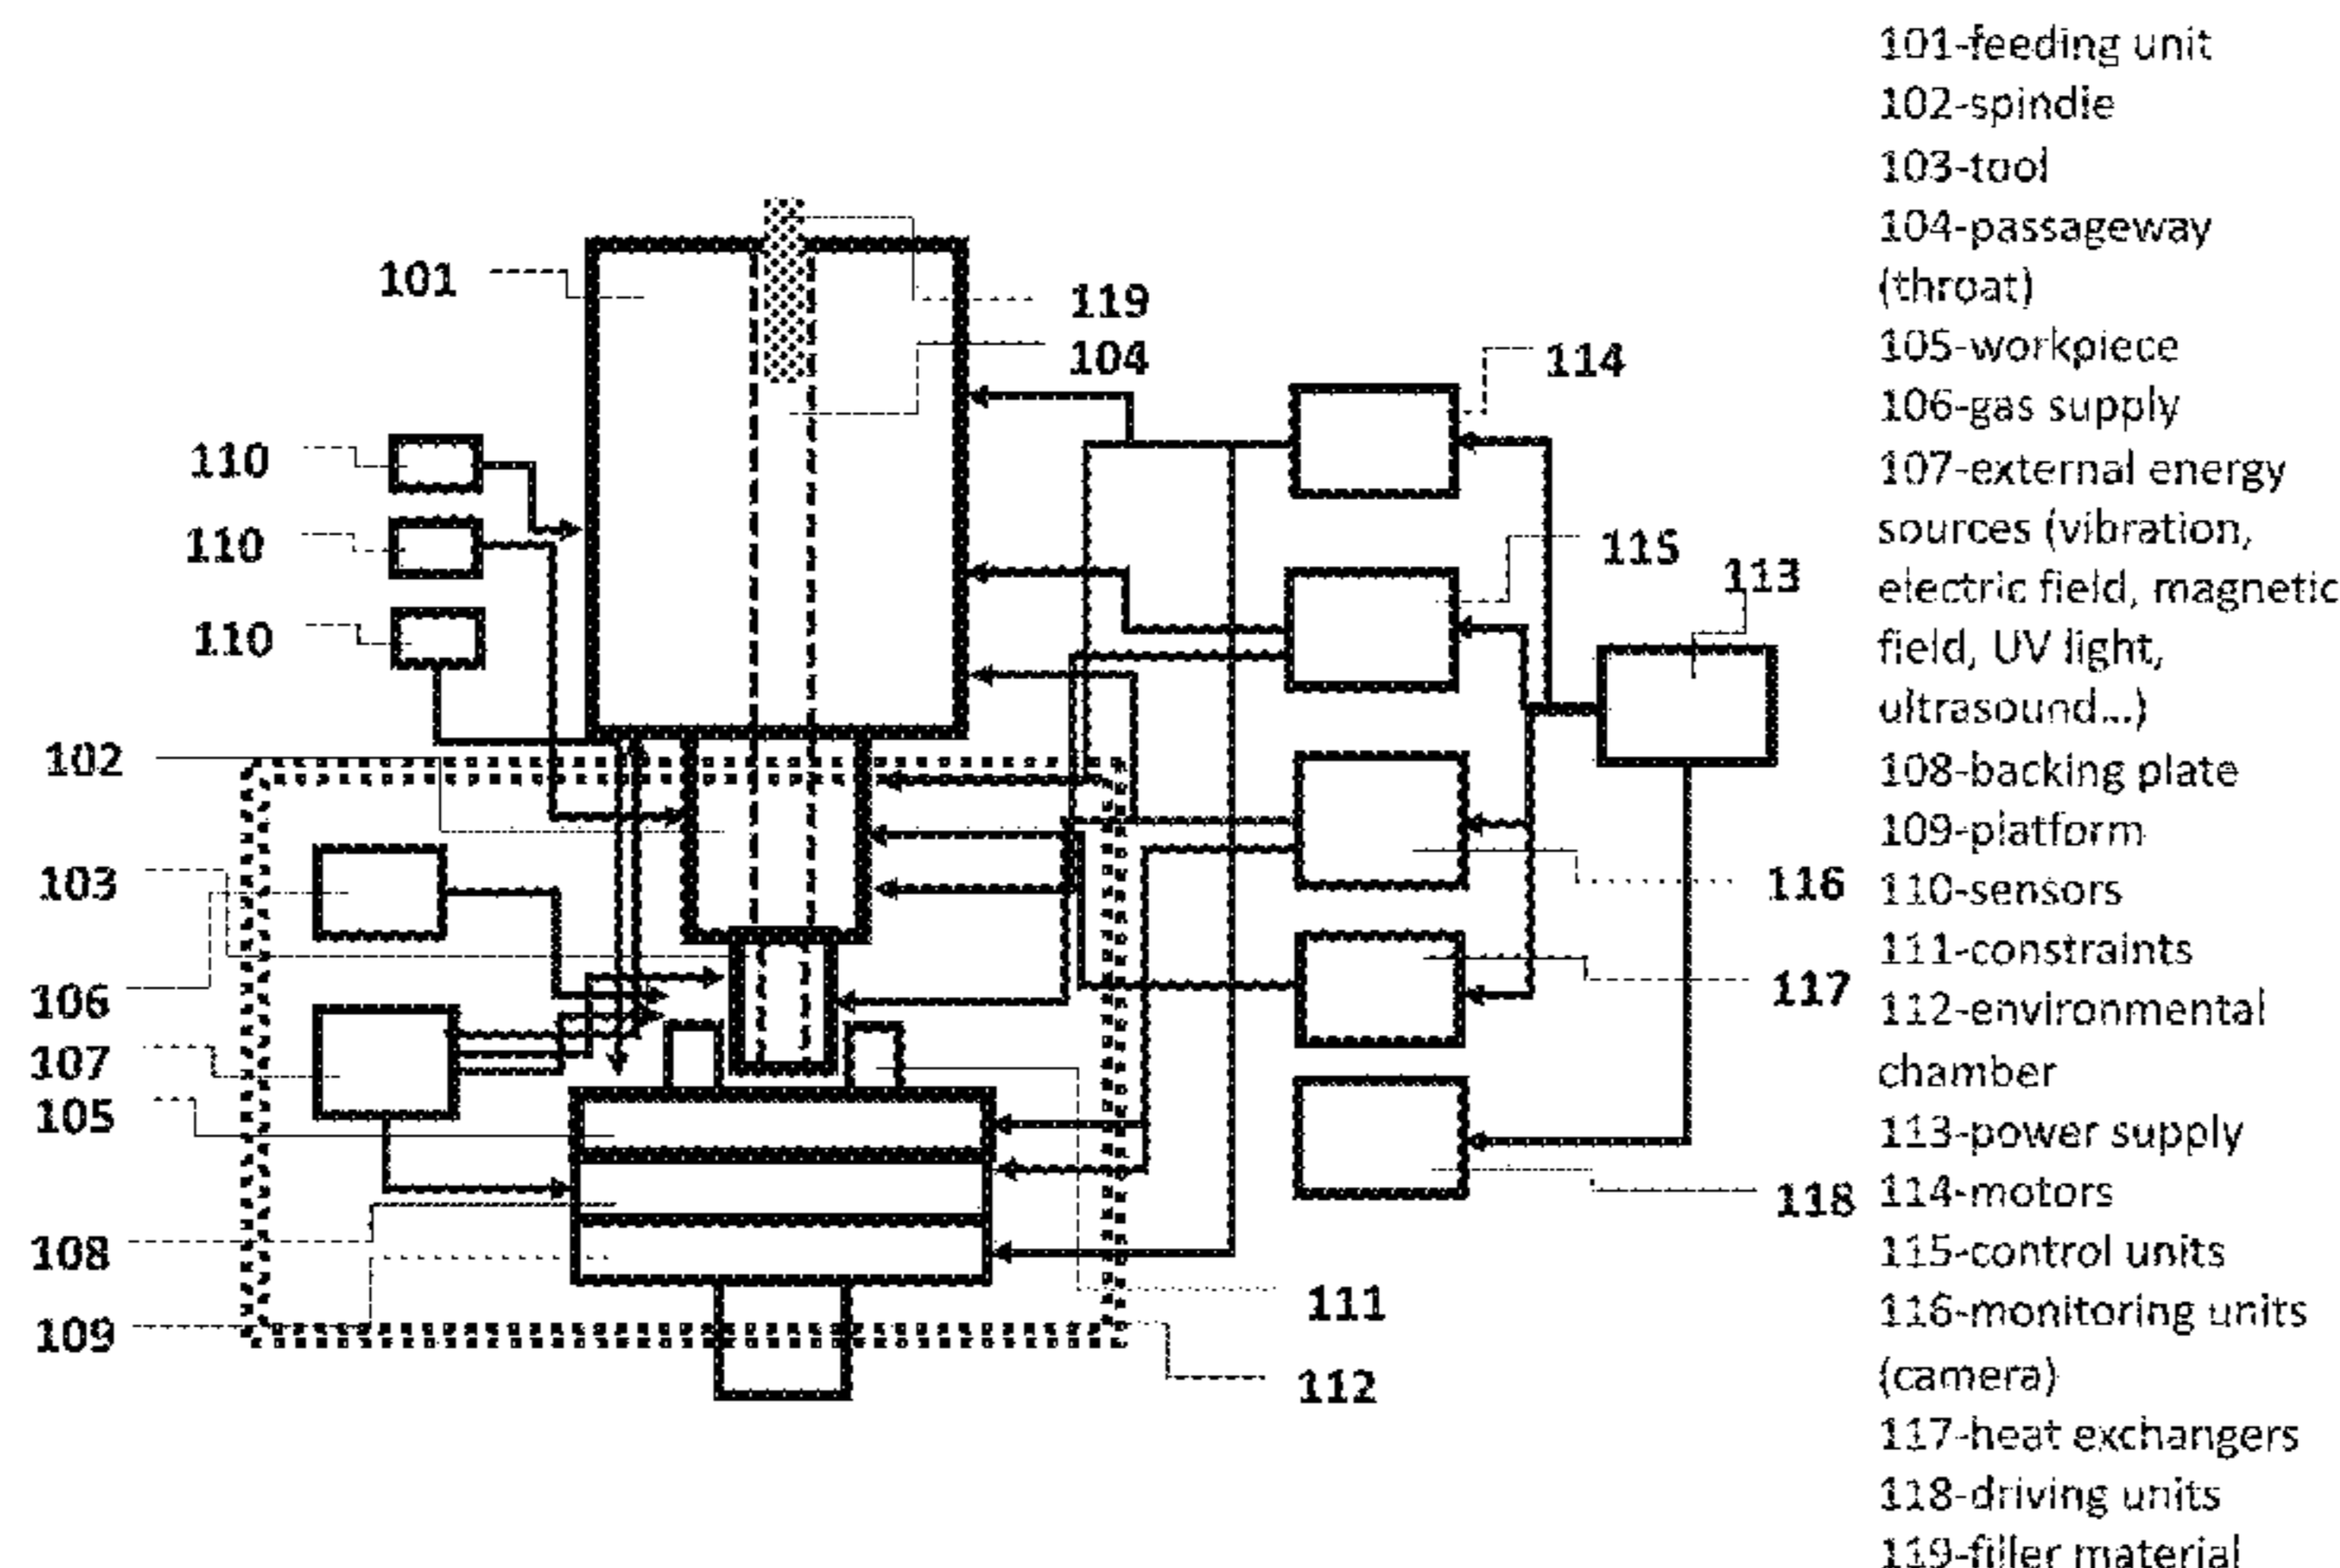 101
119
104
114
110
115
110
113
110
102
103
116
106
117
107
105
118
108
111
109
112
101-feeding unit
102-spindie
103-tool
104-passageway
(throat)
105-workpiece
106-gas supply
107-external energy
sources (vibration,
electric field, magnetic
field, UV light,
ultrasound...)
108-backing plate
109-platform
110-sensors
111-constraints
112-environmental
chamber
113-power supply
114-motors
115-control units
116-monitoring units
(camera)
117-heat exchangers
118-driving units
119-filler material